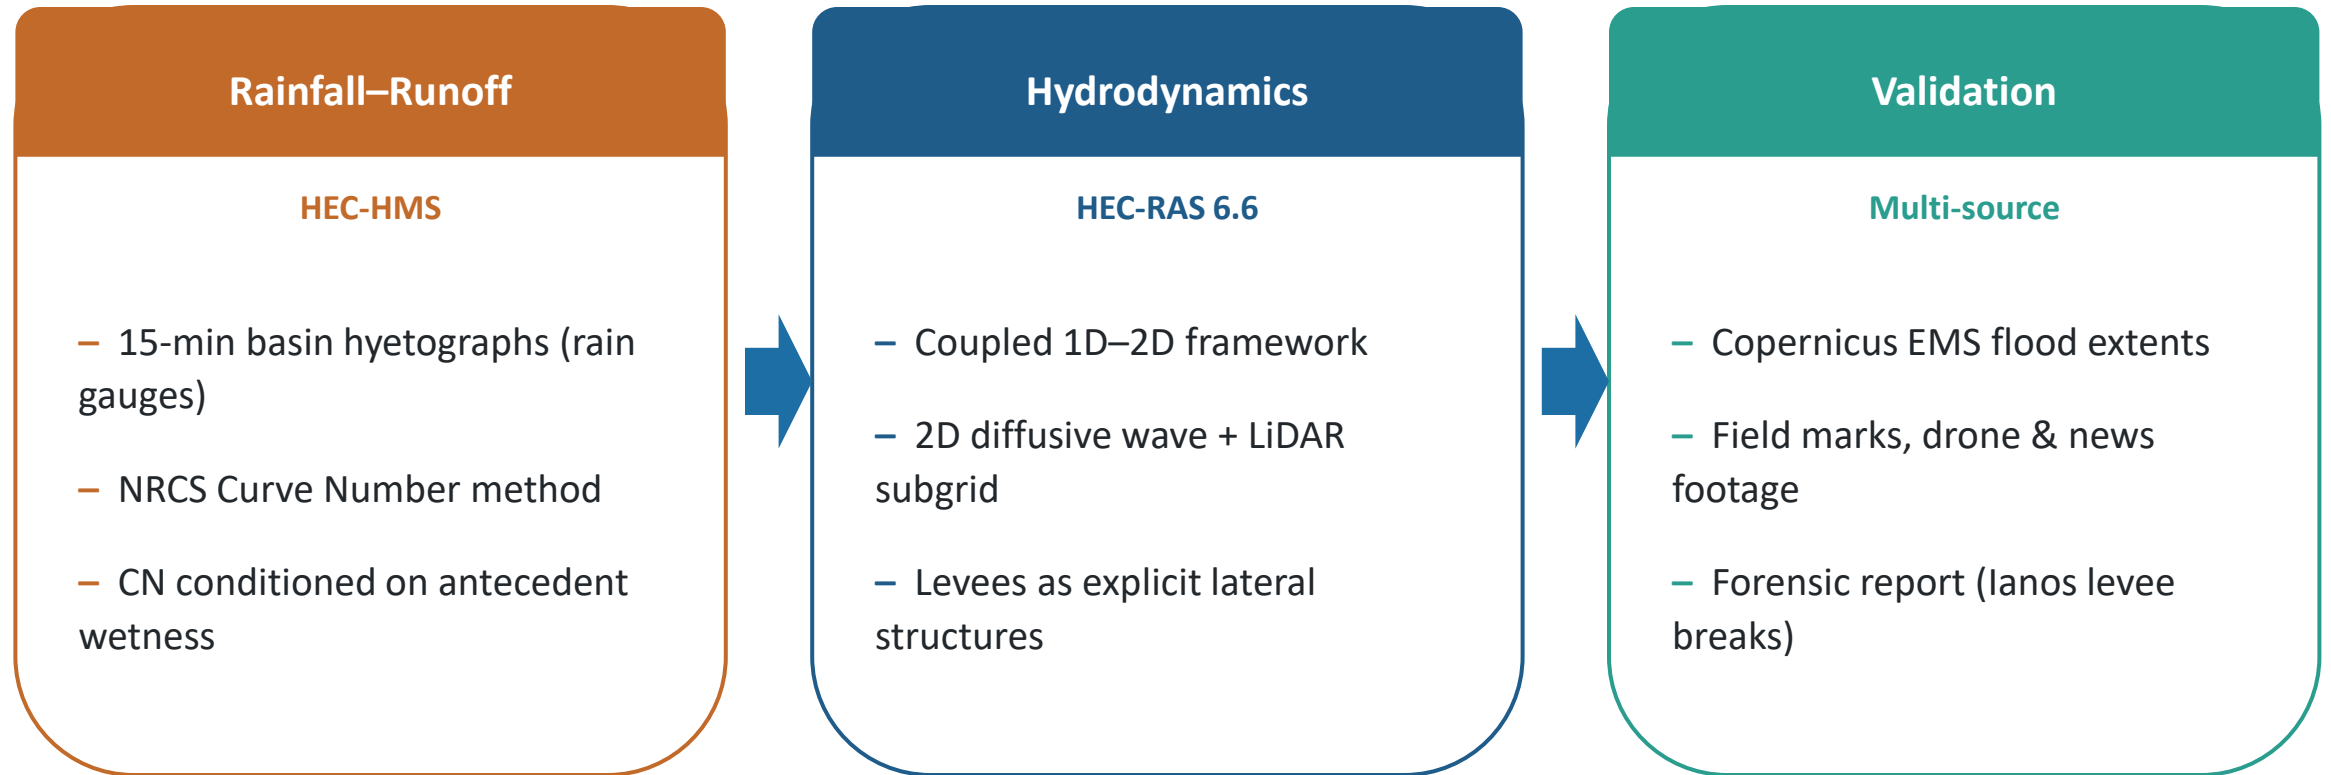 Rainfall–Runoff
HEC-HMS
– 15-min basin hyetographs (rain
gauges)
– NRCS Curve Number method
– CN conditioned on antecedent
wetness
Hydrodynamics
HEC-RAS 6.6
– Coupled 1D–2D framework
– 2D diffusive wave + LiDAR
subgrid
– Levees as explicit lateral
structures
Validation
Multi-source
– Copernicus EMS flood extents
– Field marks, drone & news
footage
– Forensic report (Ianos levee
breaks)